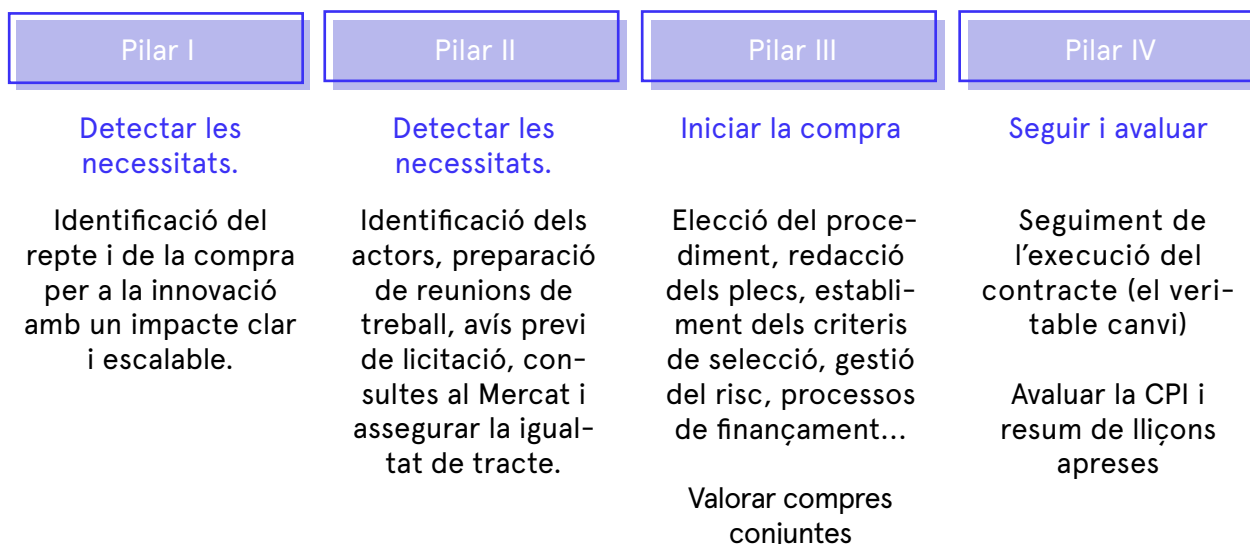 Pilar I
Detectar les
necessitats.
Identificació del
repte i de la compra
per a la innovació
amb un impacte clar
i escalable.
Pilar II
Detectar les
necessitats.
Identificació dels
actors, preparació
de reunions de
treball, avís previ
de licitació, con-
sultes al Mercat i
assegurar la igual-
tat de tracte.
Pilar III
Iniciar la compra
Elecció del proce-
diment, redacció
dels plecs, establi-
ment dels criteris
de selecció, gestió
del risc, processos
de finançament...
Valorar compres
conjuntes
Pilar IV
Seguir i avaluar
Seguiment de
l’execució del
contracte (el veri-
table canvi)
Avaluar la CPI i
resum de lliçons
apreses